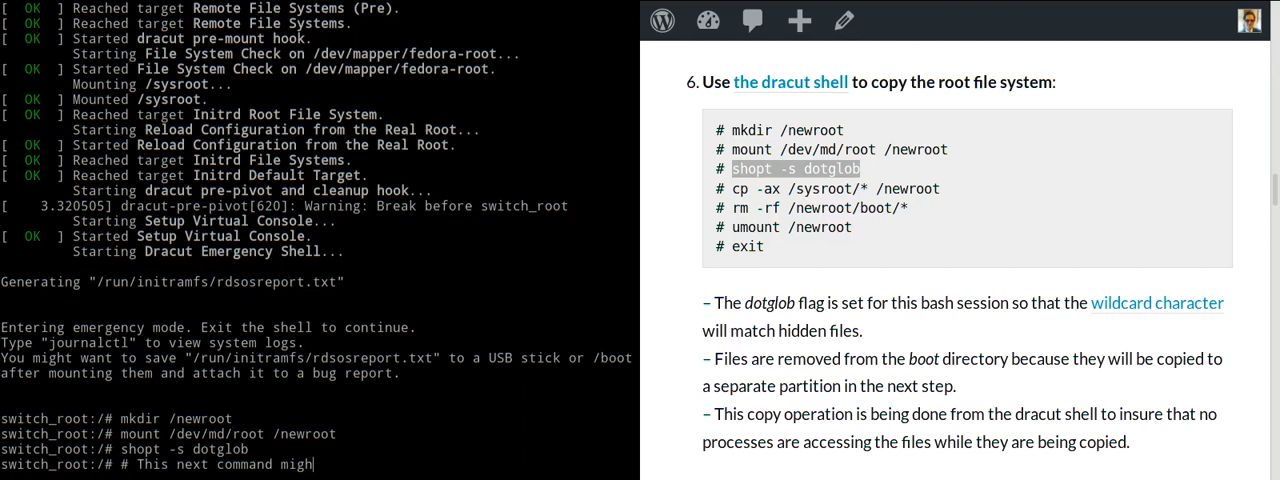 [  OK  ] Reached target Remote File Systems (Pre).
[  OK  ] Reached target Remote File Systems.
[  OK  ] Started dracut pre-mount hook.
Starting File System Check on /dev/mapper/fedora-root...
[  OK  ] Started File System Check on /dev/mapper/fedora-root.
Mounting /sysroot...
[  OK  ] Mounted /sysroot.
[  OK  ] Reached target Initrd Root File System.
Starting Reload Configuration from the Real Root...
[  OK  ] Started Reload Configuration from the Real Root.
[  OK  ] Reached target Initrd File Systems.
[  OK  ] Reached target Initrd Default Target.
Starting dracut pre-pivot and cleanup hook...
[    3.320505] dracut-pre-pivot[620]: Warning: Break before switch_root
Starting Setup Virtual Console...
[  OK  ] Started Setup Virtual Console.
Starting Dracut Emergency Shell...
Generating "/run/initramfs/rdsosreport.txt"
Entering emergency mode. Exit the shell to continue.
Type "journalctl" to view system logs.
You might want to save "/run/initramfs/rdsosreport.txt" to a USB stick or /boot
after mounting them and attach it to a bug report.
switch_root:/# mkdir /newroot
switch_root:/# mount /dev/md/root /newroot
switch_root:/# shopt -s dotglob
switch_root:/# # This next command migh
6. Use the dracut shell to copy the root file system:
# mkdir /newroot
# mount /dev/md/root /newroot
# shopt -s dotglob
# cp -ax /sysroot/* /newroot
# rm -rf /newroot/boot/*
# umount /newroot
# exit
– The dotglob flag is set for this bash session so that the wildcard character
will match hidden files.
– Files are removed from the boot directory because they will be copied to
a separate partition in the next step.
– This copy operation is being done from the dracut shell to insure that no
processes are accessing the files while they are being copied.